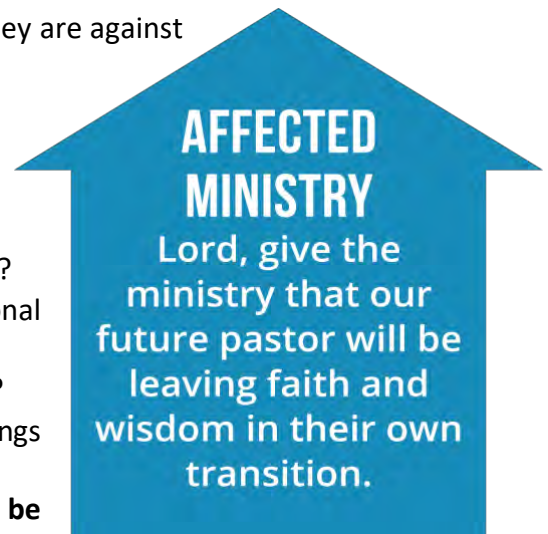 ey are against
AFFECTED
MINISTRY
Lord, give the
ministry that our
future pastor will be
leaving faith and
wisdom in their own
transition.
?
onal
?
ngs
be